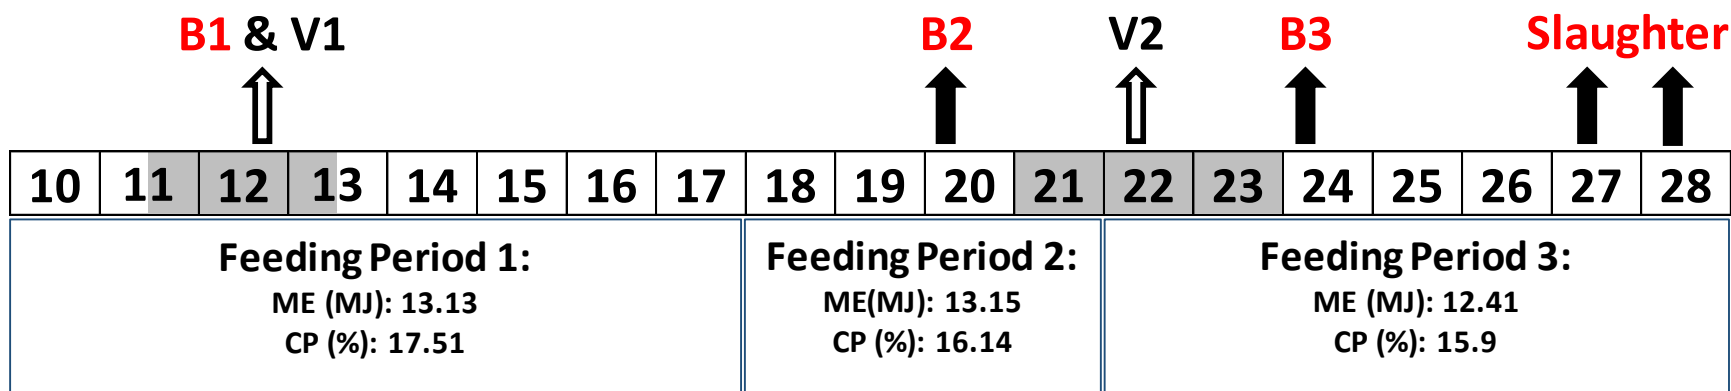 B1 & V1 B2 V2 B3 Slaughter
10 11 12 13 14 15 16 17 18 19 20 21 22 23 24 25 26 27 28
Feeding Period 1:
ME (MJ): 13.13
CP (%): 17.51
Feeding Period 2:
ME(MJ): 13.15
CP (%): 16.14
Feeding Period 3:
ME (MJ): 12.41
CP (%): 15.9